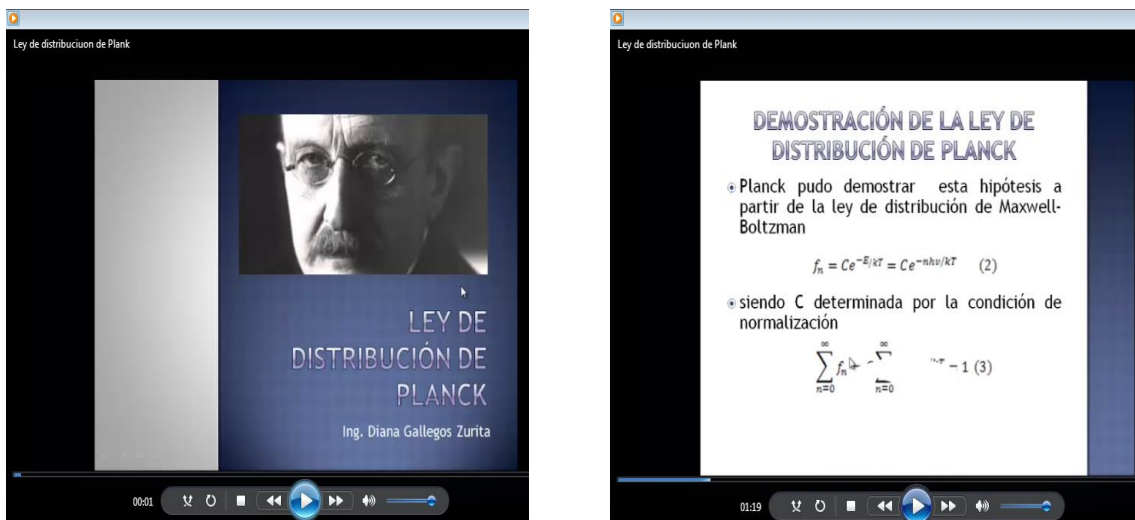 Ley de distribuciuon de Plank
LEY DE
DISTRIBUCIÓN DE
PLANCK
Ing. Diana Gallegos Zurita
00:01
Ley de distribuciuon de Plank
DEMOSTRACIÓN DE LA LEY DE
DISTRIBUCIÓN DE PLANCK
Planck pudo demostrar esta hipótesis a
partir de la ley de distribución de Maxwell-
Boltzman
fₙ = Ce^{-E/kT} = Ce^{-nhν/kT} (2)
siendo C determinada por la condición de
normalización
∞ ∞
∑ fₙ - ∑ - 1 (3)
n=0 n=0
01:19